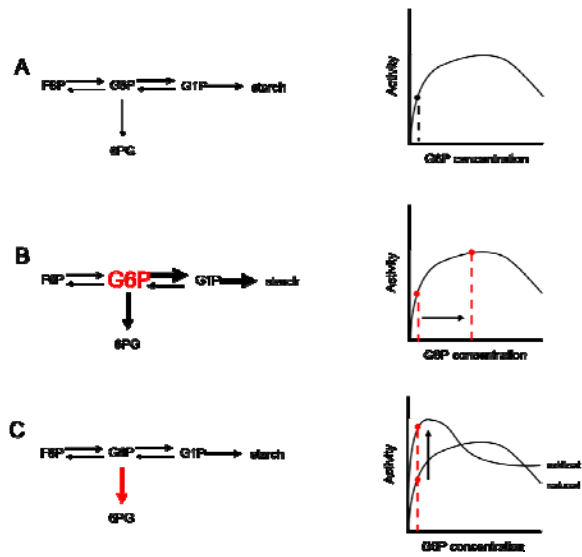 A
F6P G6P G1P starch
6PG
Activity
G6P concentration
B
F6P G6P G1P starch
6PG
Activity
G6P concentration
C
F6P G6P G1P starch
6PG
Activity
natural
G6P concentration